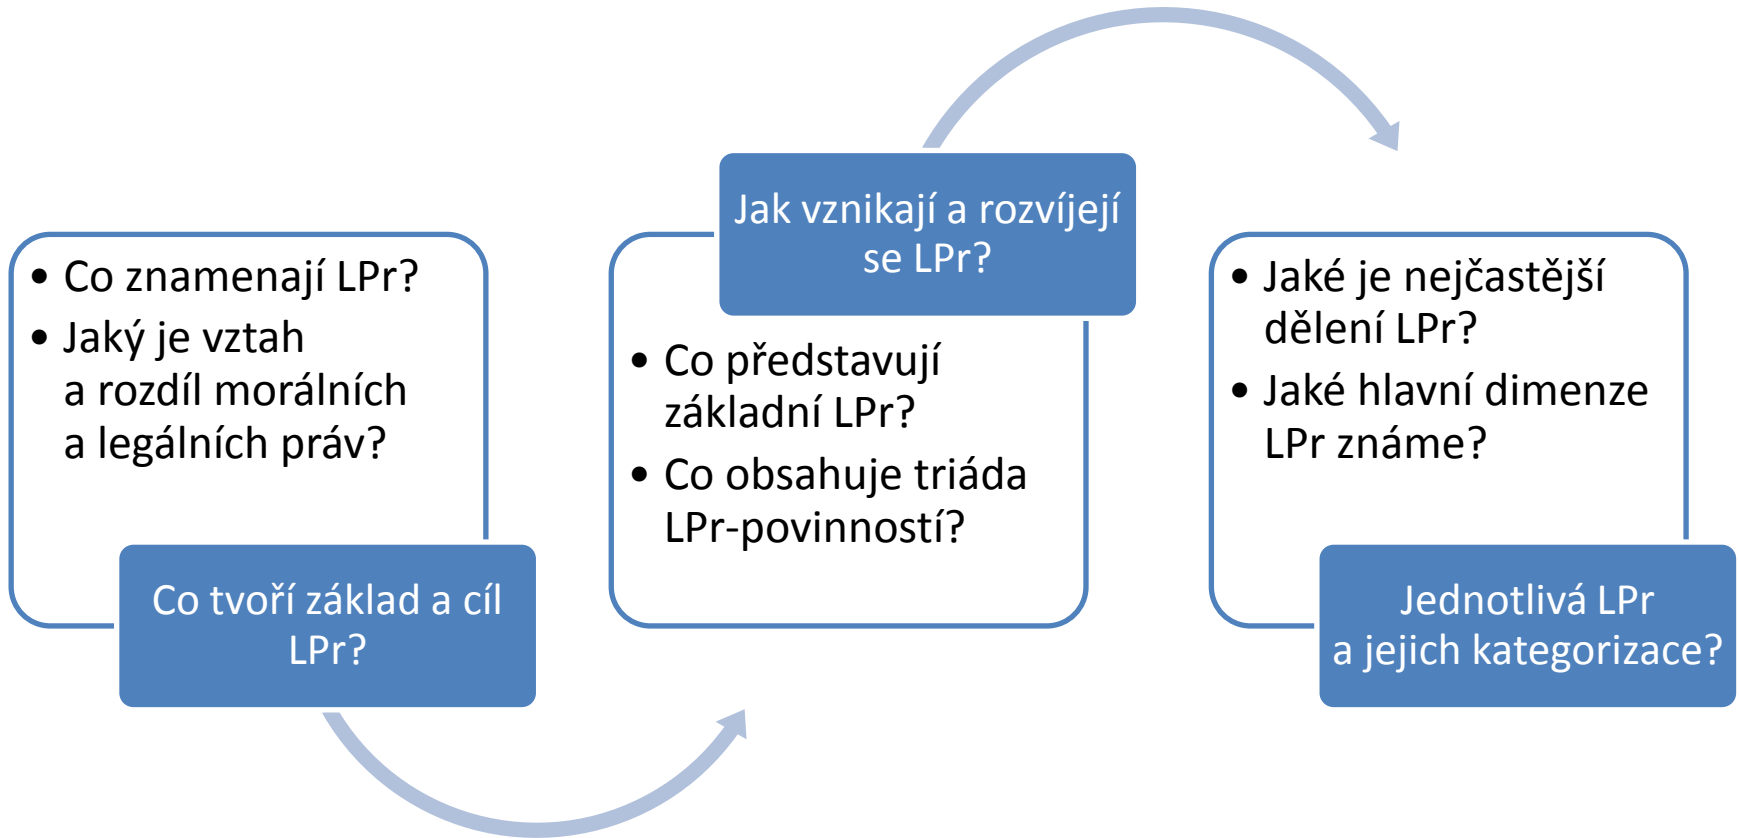 • Co znamenají LPr?
• Jaký je vztah
a rozdíl morálních
a legálních práv?
Co tvoří základ a cíl
LPr?
Jak vznikají a rozvíjejí
se LPr?
• Co představují
základní LPr?
• Co obsahuje triáda
LPr-povinností?
• Jaké je nejčastější
dělení LPr?
• Jaké hlavní dimenze
LPr známe?
Jednotlivá LPr
a jejich kategorizace?